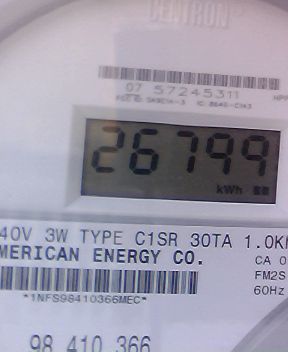 CENTRON
07 57245311
26799
kWh
40V 3W TYPE C1SR 30TA 1.0K
MERICAN ENERGY CO.
CA 0
FM2S
60Hz
*1NFS98410366MEC*
98 410 366